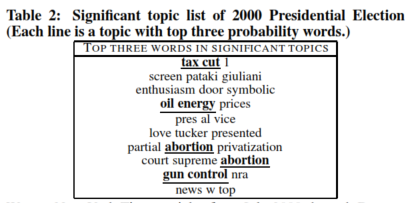 Table 2: Significant topic list of 2000 Presidential Election
(Each line is a topic with top three probability words.)
TOP THREE WORDS IN SIGNIFICANT TOPICS
tax cut 1
screen pataki giuliani
enthusiasm door symbolic
oil energy prices
pres al vice
love tucker presented
partial abortion privatization
court supreme abortion
gun control nra
news w top